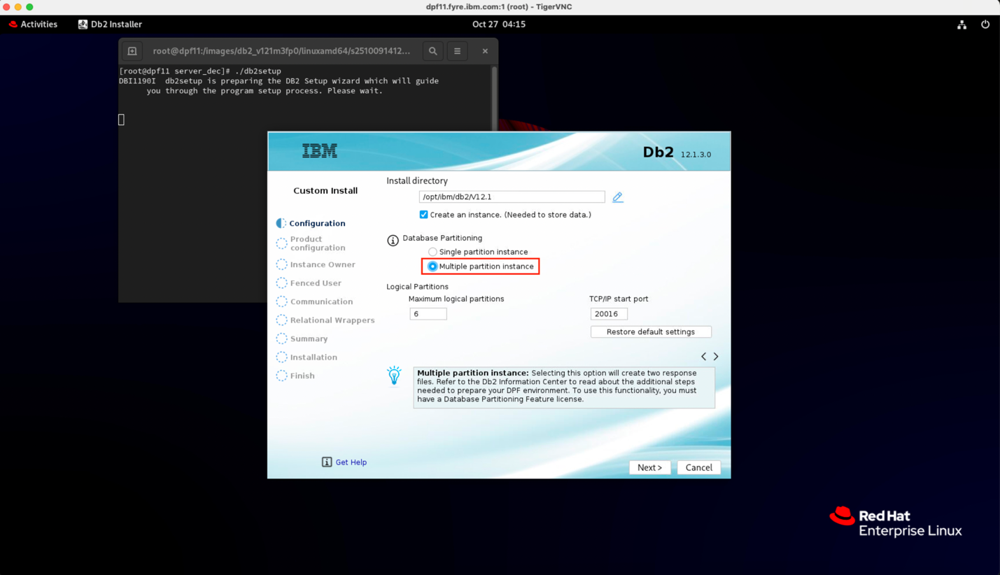 dpf11.fyre.ibm.com:1 (root) - TigerVNC
Activities
Db2 Installer
Oct 27 04:15
root@dpf11:/images/db2_v121m3fp0/linuxamd64/s2510091412...
[root@dpf11 server_dec]# ./db2setup
DBI1190I  db2setup is preparing the DB2 Setup wizard which will guide
you through the program setup process. Please wait.
IBM
Db2 12.1.3.0
Custom Install
Configuration
Product
configuration
Instance Owner
Fenced User
Communication
Relational Wrappers
Summary
Installation
Finish
Install directory
/opt/ibm/db2/V12.1
Create an instance. (Needed to store data.)
Database Partitioning
Single partition instance
Multiple partition instance
Logical Partitions
Maximum logical partitions
TCP/IP start port
6
20016
Restore default settings
Multiple partition instance: Selecting this option will create two response
files. Refer to the Db2 Information Center to read about the additional steps
needed to prepare your DPF environment. To use this functionality, you must
have a Database Partitioning Feature license.
Get Help
Next >
Cancel
Red Hat
Enterprise Linux